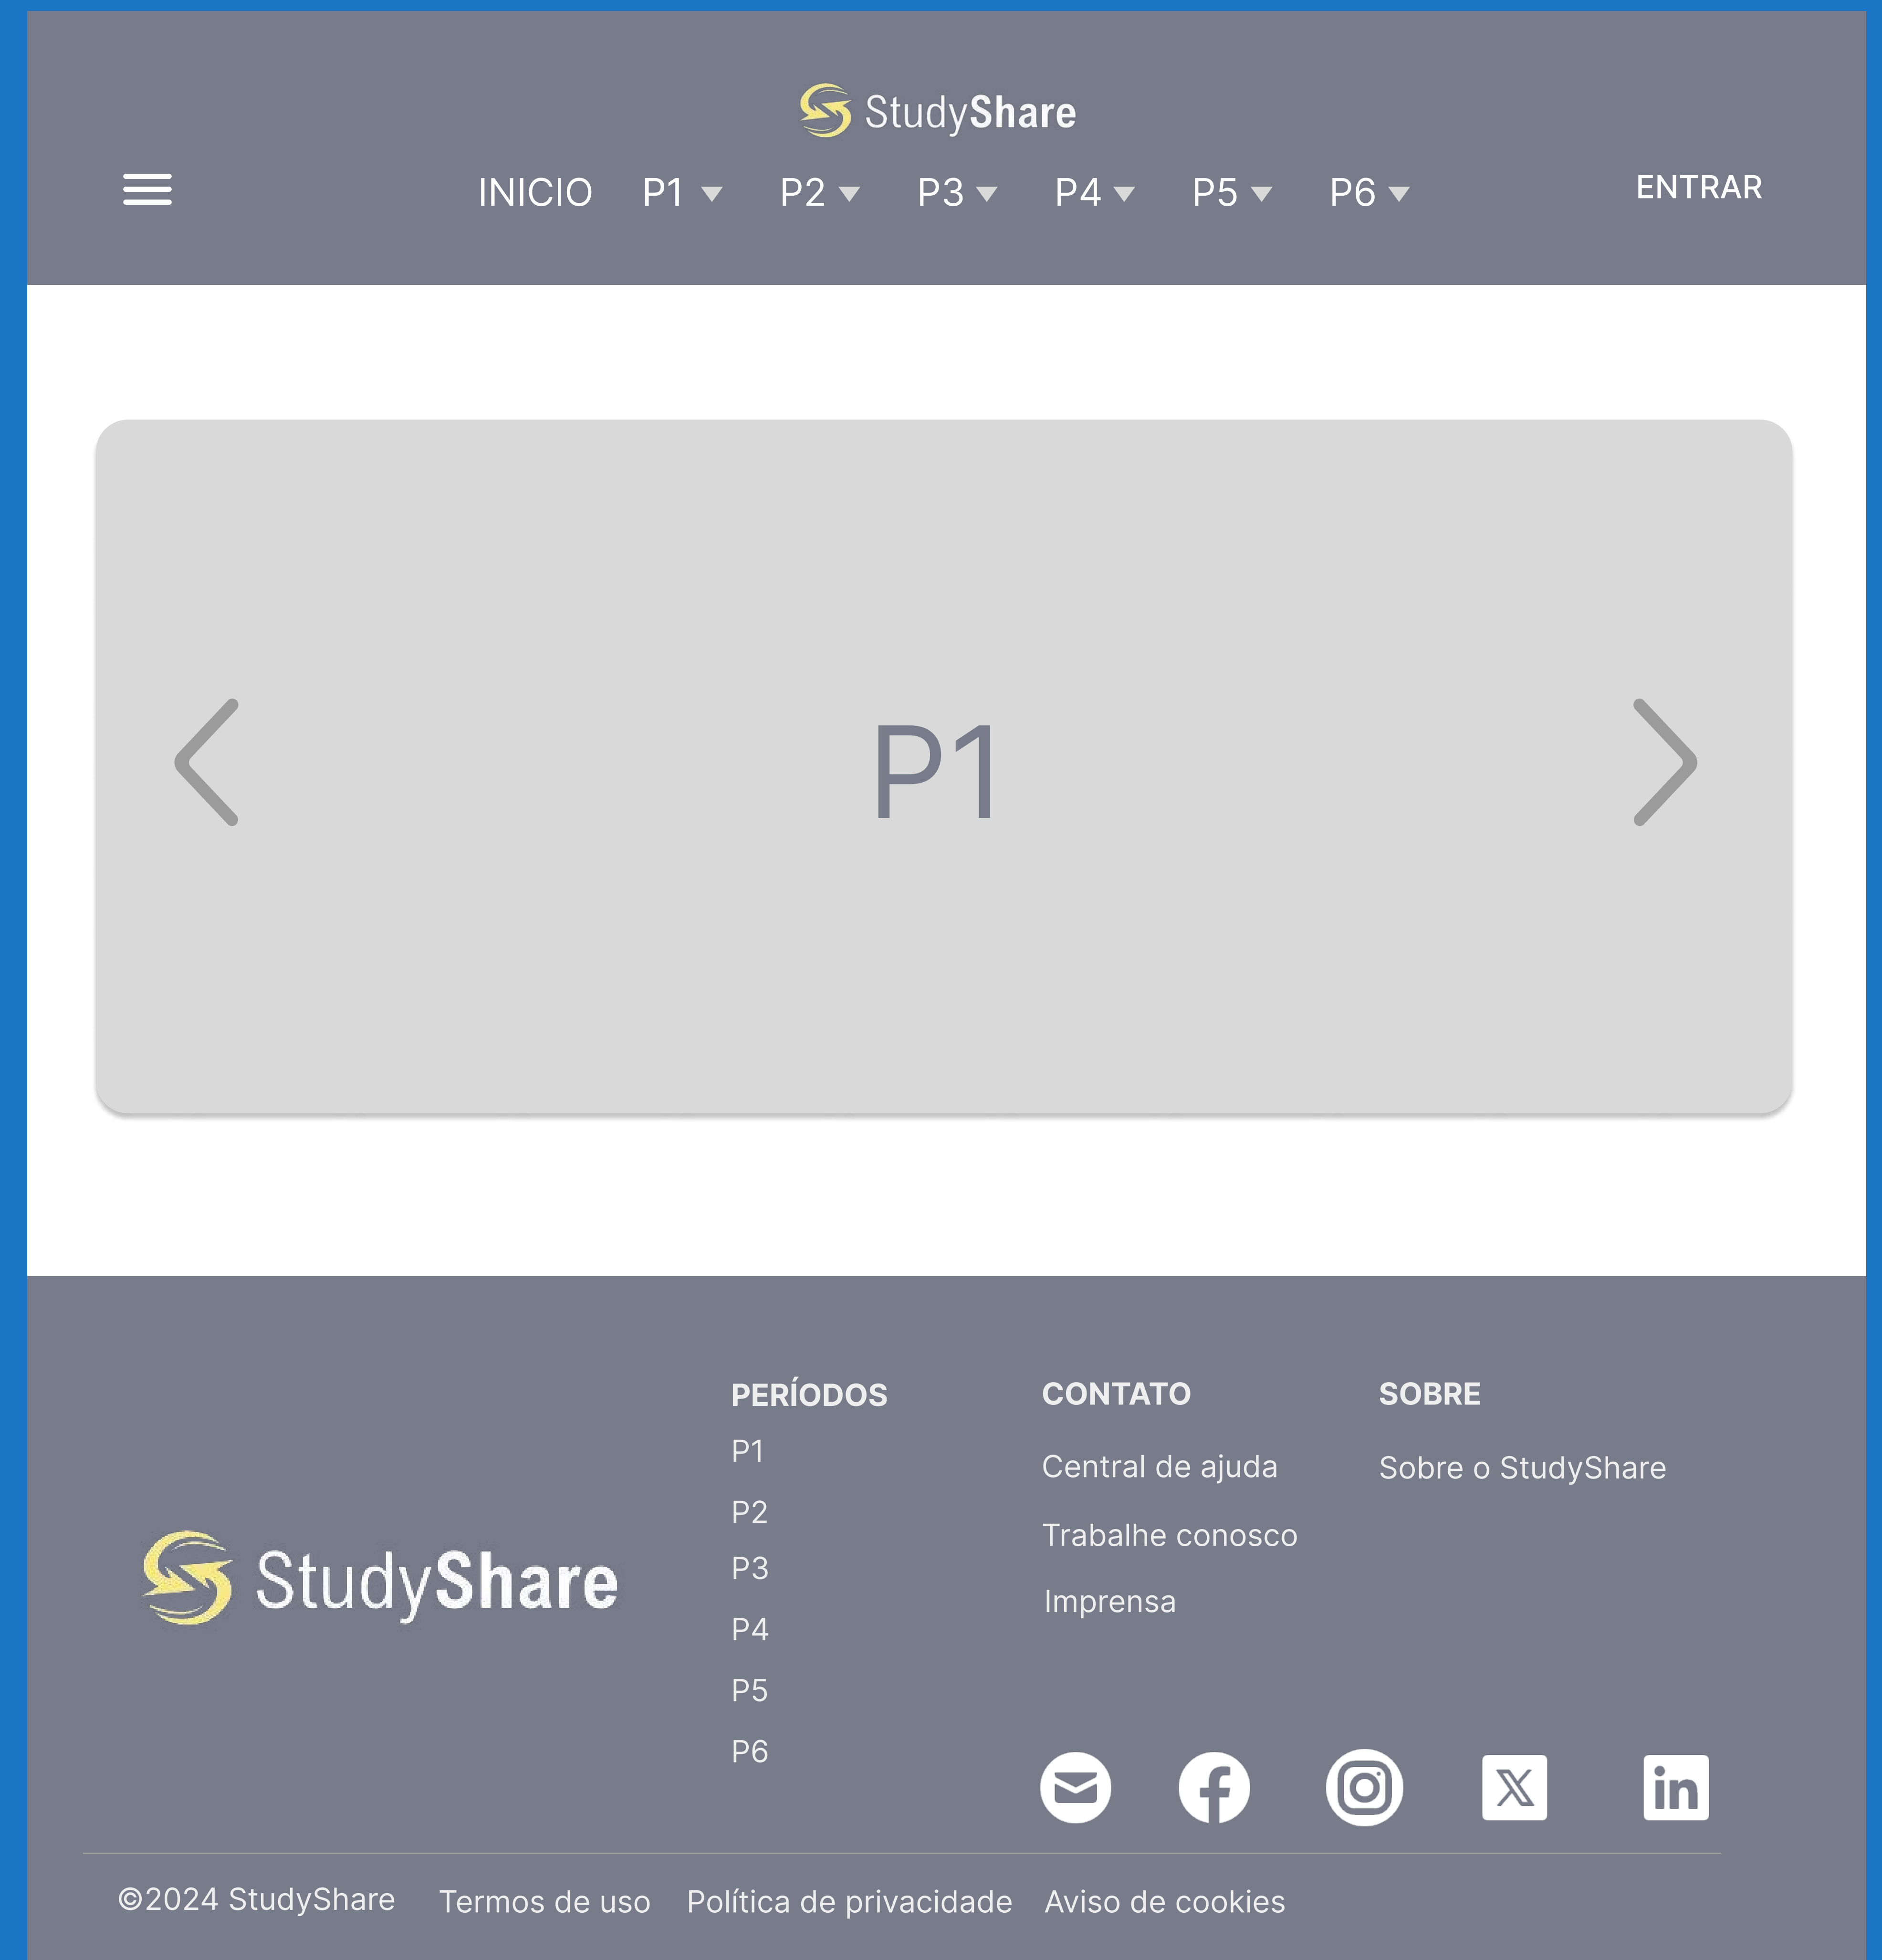 StudyShare
INICIO P1 P2 P3 P4 P5 P6 ENTRAR
P1
StudyShare
PERÍODOS
P1
P2
P3
P4
P5
P6
CONTATO
Central de ajuda
Trabalhe conosco
Imprensa
SOBRE
Sobre o StudyShare
©2024 StudyShare Termos de uso Política de privacidade Aviso de cookies